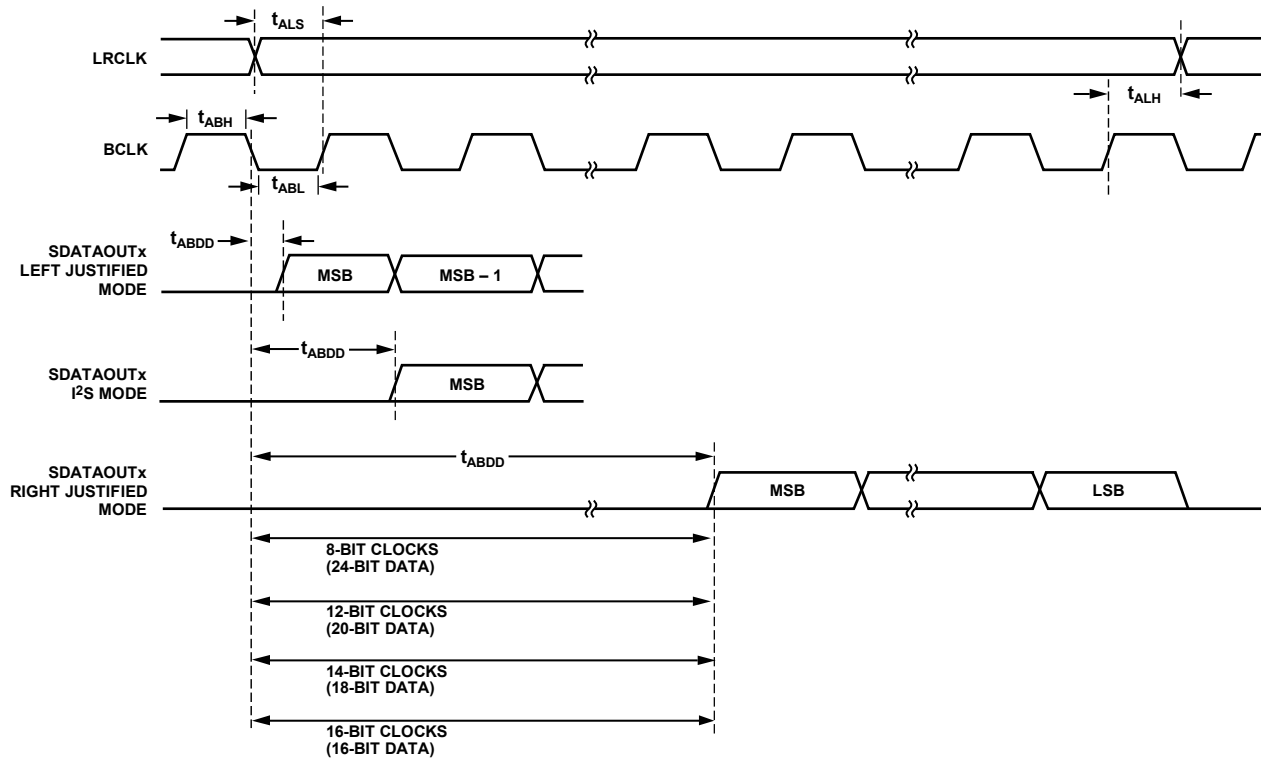 tALS
LRCLK
tALH
tABH
BCLK
tABL
tABDD
SDATAOUTx
LEFT JUSTIFIED
MODE
MSB
MSB – 1
tABDD
SDATAOUTx
I2S MODE
MSB
tABDD
SDATAOUTx
RIGHT JUSTIFIED
MODE
MSB
LSB
8-BIT CLOCKS
(24-BIT DATA)
12-BIT CLOCKS
(20-BIT DATA)
14-BIT CLOCKS
(18-BIT DATA)
16-BIT CLOCKS
(16-BIT DATA)